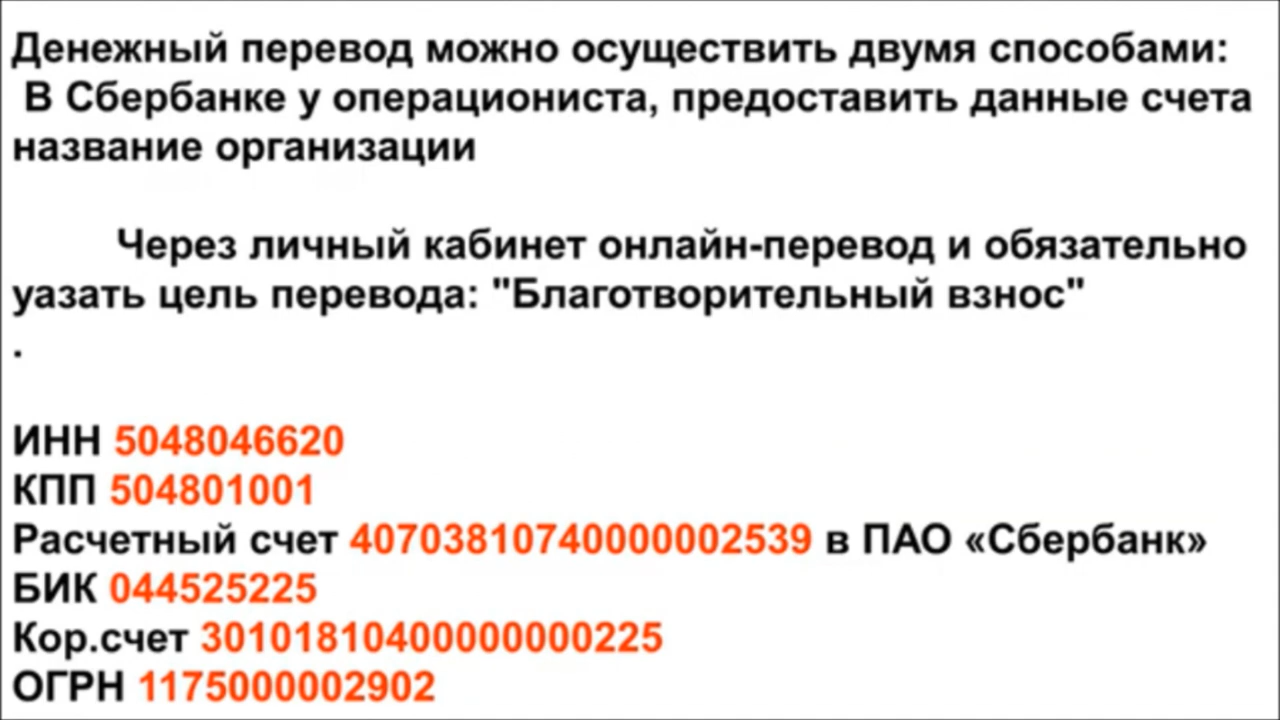 Денежный перевод можно осуществить двумя способами:
В Сбербанке у операциониста, предоставить данные счета
название организации
Через личный кабинет онлайн-перевод и обязательно
уазать цель перевода: "Благотворительный взнос"
.
ИНН 5048046620
КПП 504801001
Расчетный счет 40703810740000002539 в ПАО «Сбербанк»
БИК 044525225
Кор.счет 30101810400000000225
ОГРН 1175000002902